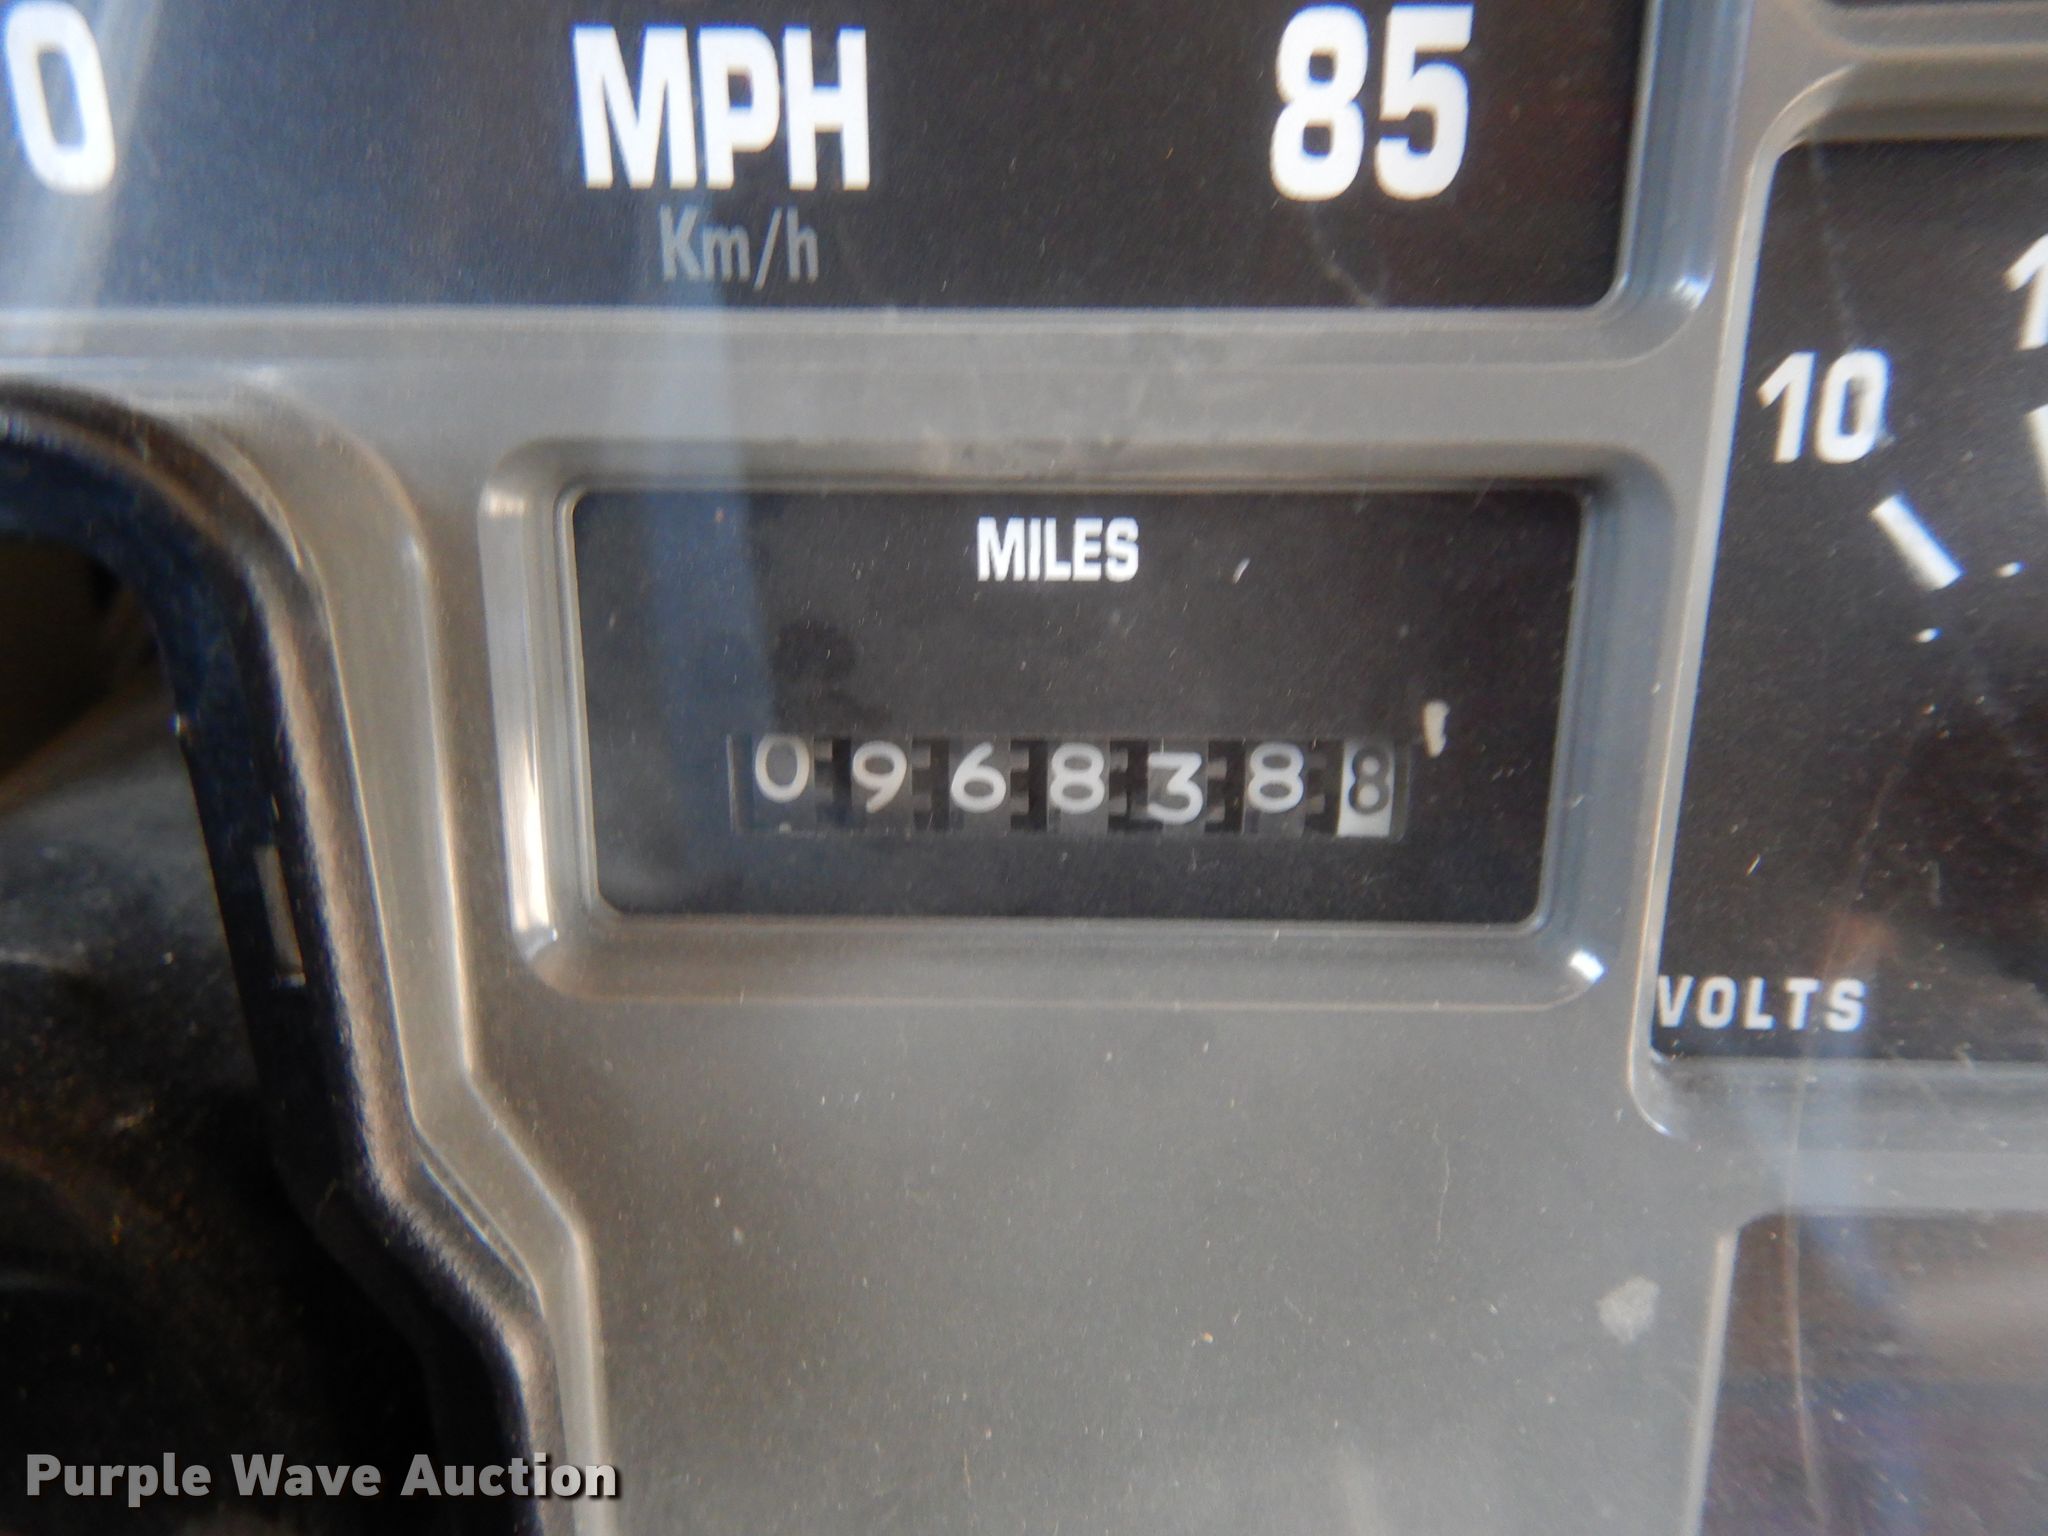 0 MPH 85
Km/h
10
MILES
0968388
VOLTS
Purple Wave Auction